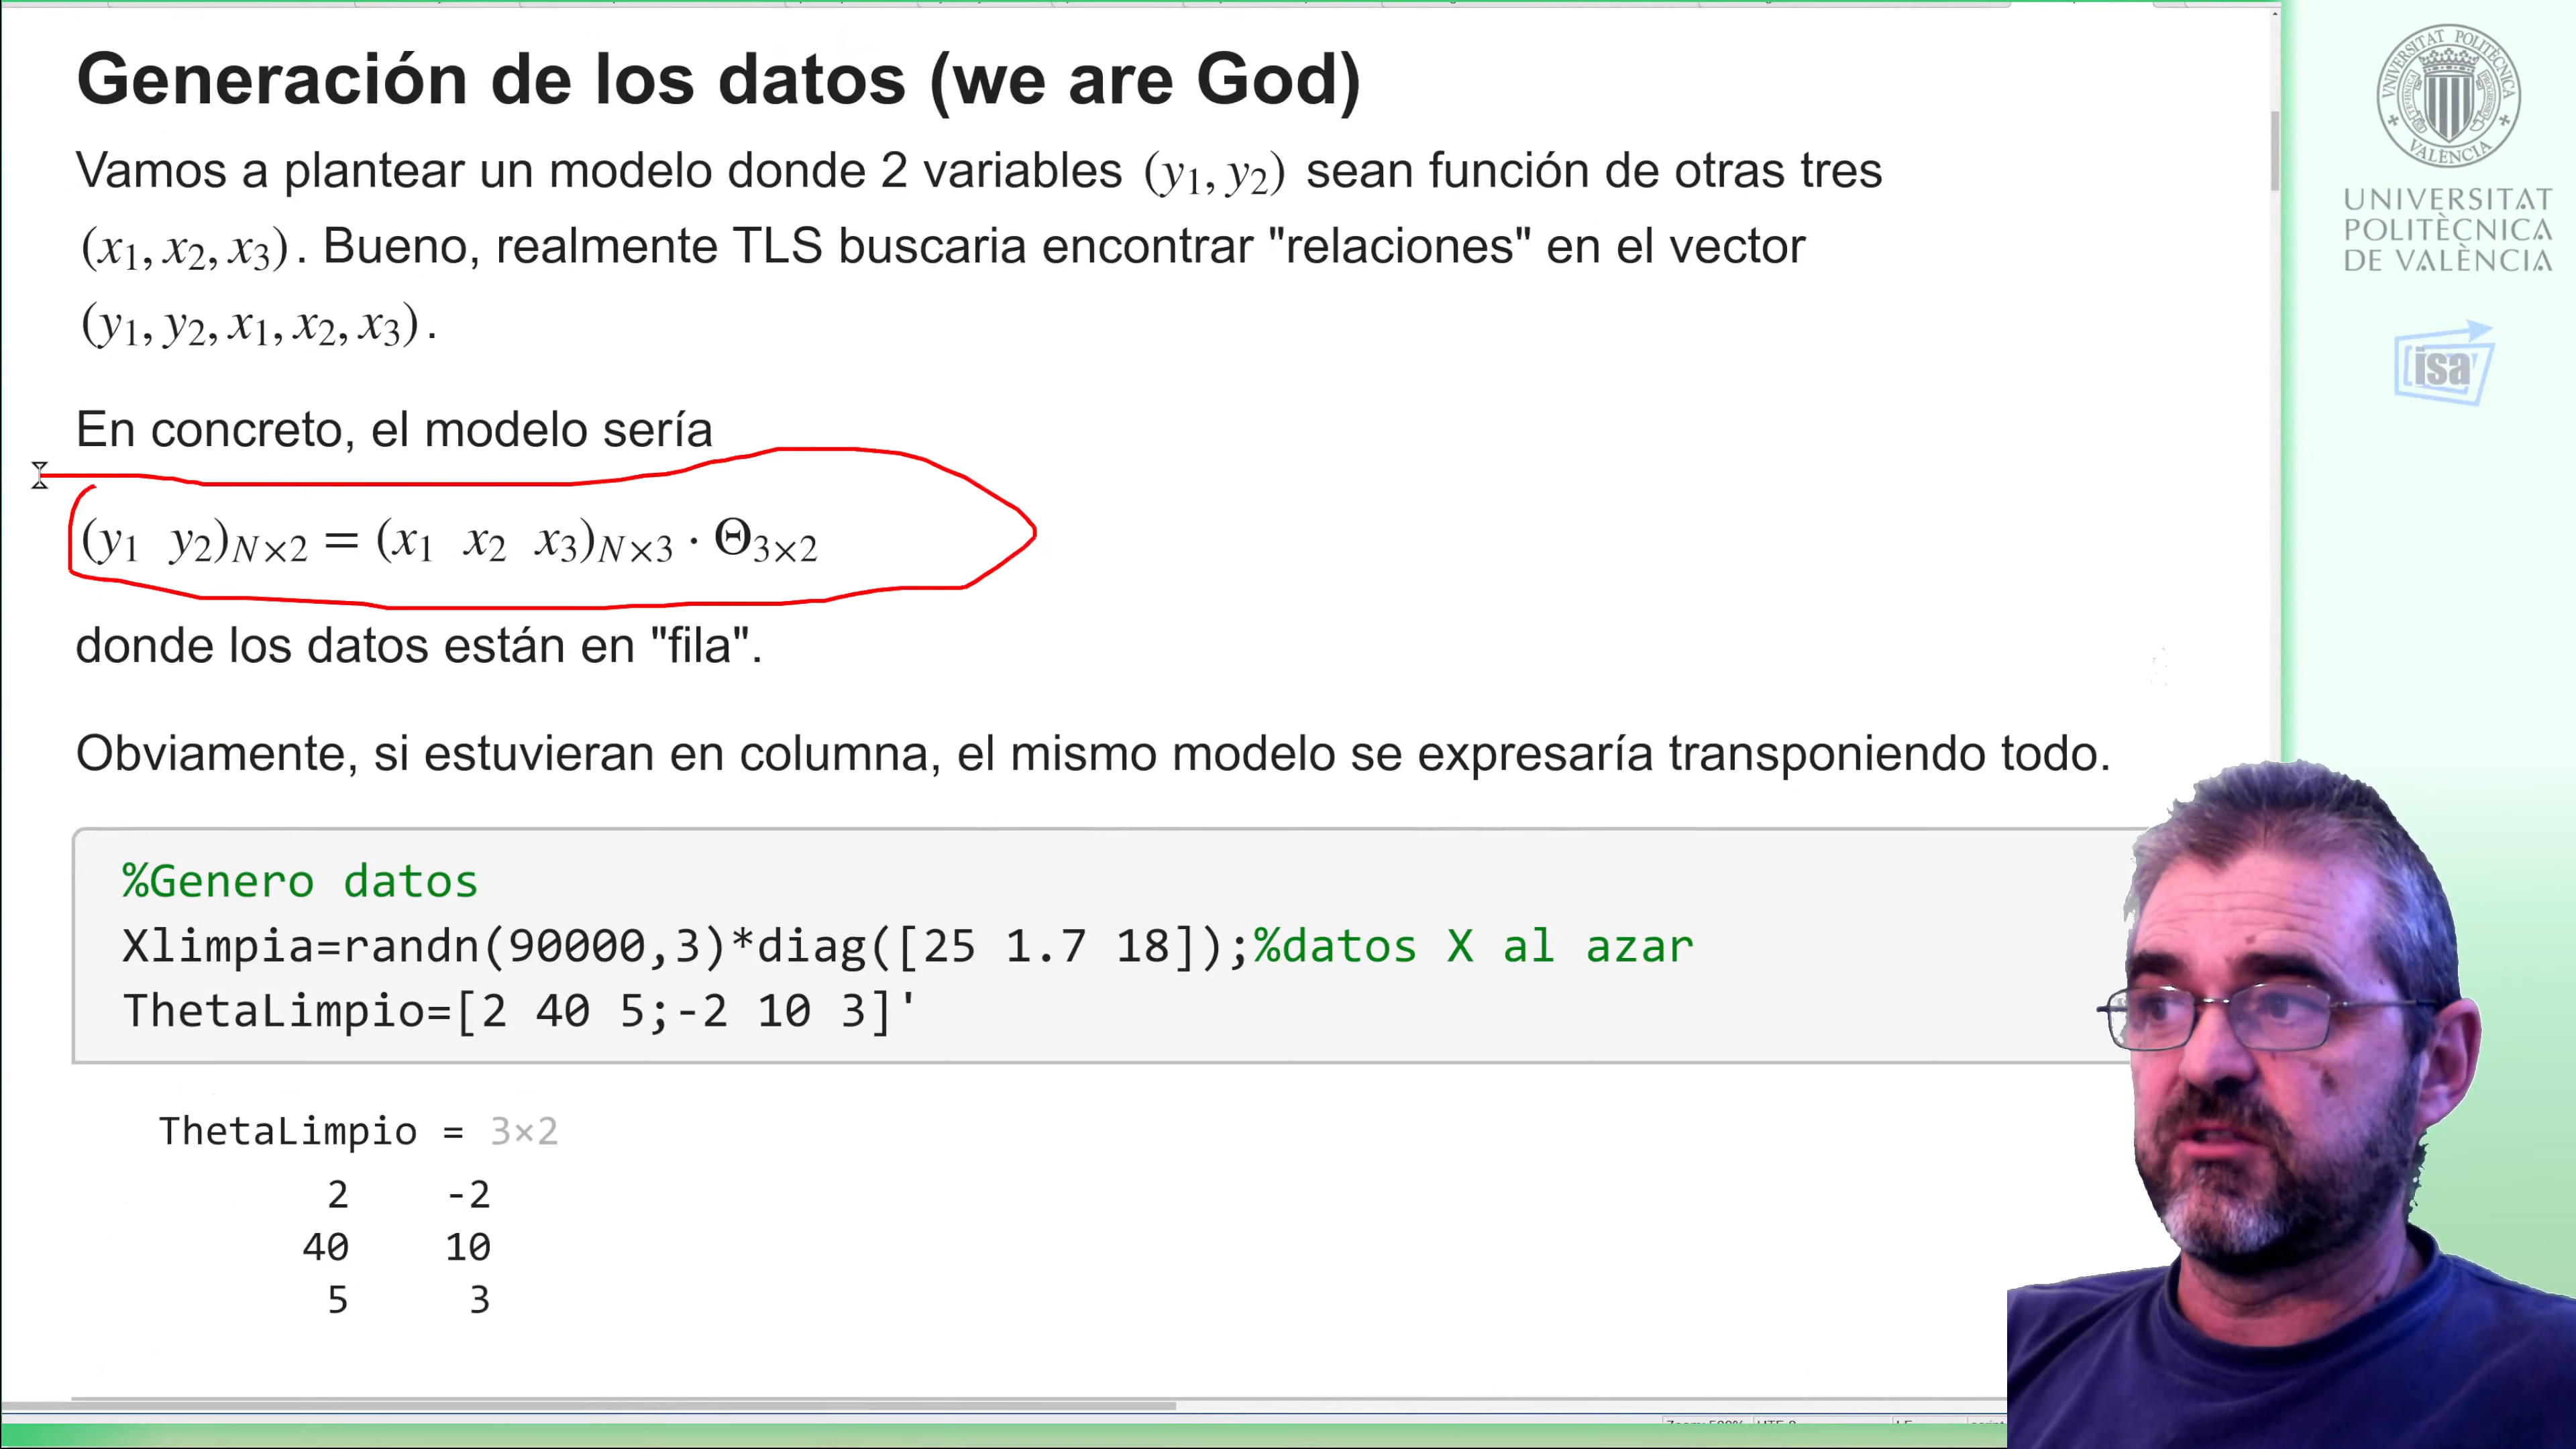 Generación de los datos (we are God)
Vamos a plantear un modelo donde 2 variables (y1, y2) sean función de otras tres
(x1, x2, x3). Bueno, realmente TLS buscaria encontrar "relaciones" en el vector
(y1, y2, x1, x2, x3).
En concreto, el modelo sería
(y1 y2)N×2 = (x1 x2 x3)N×3 · Θ3×2
donde los datos están en "fila".
Obviamente, si estuvieran en columna, el mismo modelo se expresaría transponiendo todo.
%Genero datos
Xlimpia=randn(90000,3)*diag([25 1.7 18]);%datos X al azar
ThetaLimpio=[2 40 5;-2 10 3]'
ThetaLimpio = 3×2
2 -2
40 10
5 3
UNIVERSITAT
POLITÈCNICA
DE VALÈNCIA
isa